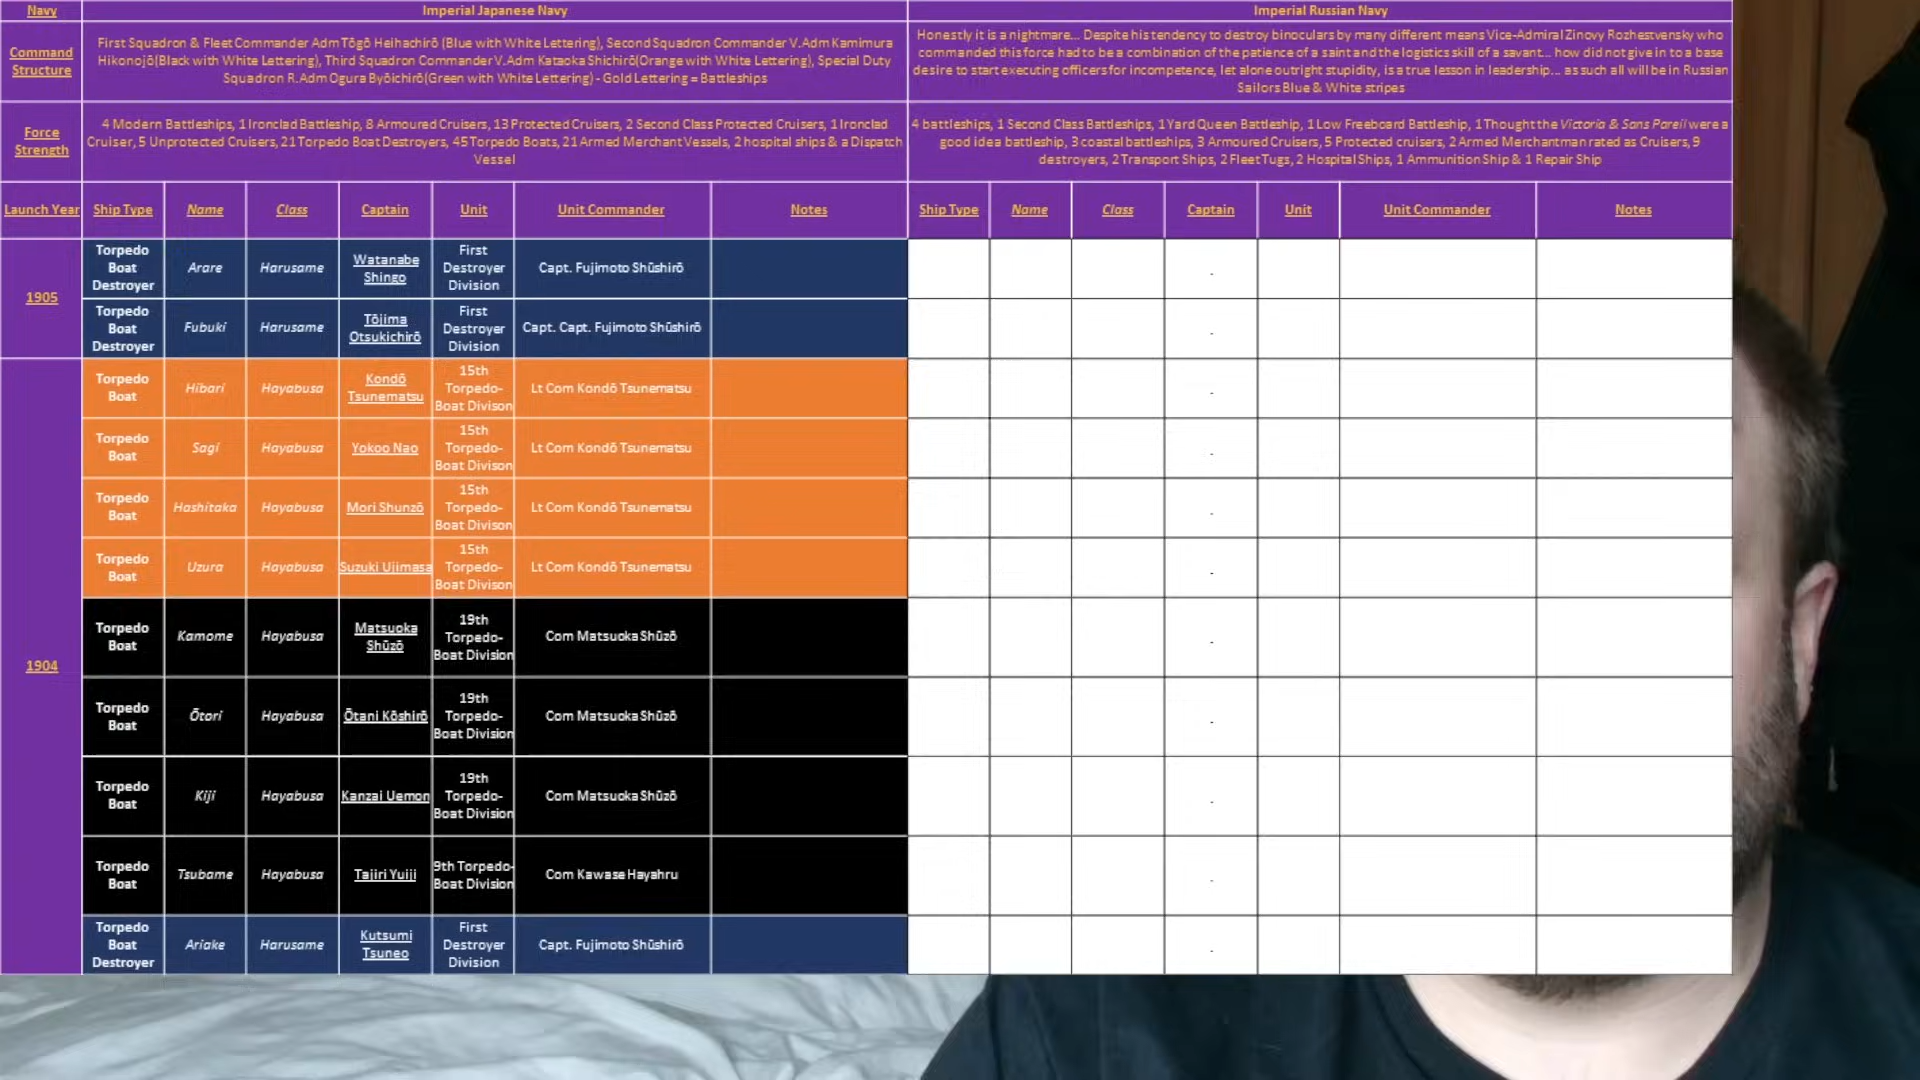 Navy
Imperial Japanese Navy
Imperial Russian Navy
Command
Structure
First Squadron & Fleet Commander Adm Tōgō Heihachirō (Blue with White Lettering), Second Squadron Commander V.Adm Kamimura
Hikonojō(Black with White Lettering), Third Squadron Commander V.Adm Kataoka Shichirō(Orange with White Lettering), Special Duty
Squadron R.Adm Ogura Byōichirō(Green with White Lettering) - Gold Lettering = Battleships
Honestly it is a nightmare... Despite his tendency to destroy binoculars by many different means Vice-Admiral Zinovy Rozhestvensky who
commanded this force had to be a combination of the patience of a saint and the logistics skill of a savant... how did not give in to a base
desire to start executing officers for incompetence, let alone outright stupidity, is a true lesson in leadership... as such all will be in Russian
Sailors Blue & White stripes
Force
Strength
4 Modern Battleships, 1 Ironclad Battleship, 8 Armoured Cruisers, 13 Protected Cruisers, 2 Second Class Protected Cruisers, 1 Ironclad
Cruiser, 5 Unprotected Cruisers, 21 Torpedo Boat Destroyers, 45 Torpedo Boats, 21 Armed Merchant Vessels, 2 hospital ships & a Dispatch
Vessel
4 battleships, 1 Second Class Battleships, 1 Yard Queen Battleship, 1 Low Freeboard Battleship, 1 Thought the Victoria & Sans Pareil were a
good idea battleship, 3 coastal battleships, 3 Armoured Cruisers, 5 Protected cruisers, 2 Armed Merchantman rated as Cruisers, 9
destroyers, 2 Transport Ships, 2 Fleet Tugs, 2 Hospital Ships, 1 Ammunition Ship & 1 Repair Ship
Launch Year
Ship Type
Name
Class
Captain
Unit
Unit Commander
Notes
Ship Type
Name
Class
Captain
Unit
Unit Commander
Notes
1905
Torpedo
Boat
Destroyer
Arare
Harusame
Watanabe
Shingo
First
Destroyer
Division
Capt. Fujimoto Shūshirō
.
Torpedo
Boat
Destroyer
Fubuki
Harusame
Tōjima
Otsukichirō
First
Destroyer
Division
Capt. Capt. Fujimoto Shūshirō
.
1904
Torpedo
Boat
Hibari
Hayabusa
Kondō
Tsunematsu
15th
Torpedo-
Boat Divison
Lt Com Kondō Tsunematsu
.
Torpedo
Boat
Sagi
Hayabusa
Yokoo Nao
15th
Torpedo-
Boat Divison
Lt Com Kondō Tsunematsu
.
Torpedo
Boat
Hashitaka
Hayabusa
Mori Shunzō
15th
Torpedo-
Boat Divison
Lt Com Kondō Tsunematsu
.
Torpedo
Boat
Uzura
Hayabusa
Suzuki Ujimasa
15th
Torpedo-
Boat Divison
Lt Com Kondō Tsunematsu
.
Torpedo
Boat
Kamome
Hayabusa
Matsuoka
Shūzō
19th
Torpedo-
Boat Division
Com Matsuoka Shūzō
.
Torpedo
Boat
Ōtori
Hayabusa
Ōtani Kōshirō
19th
Torpedo-
Boat Division
Com Matsuoka Shūzō
.
Torpedo
Boat
Kiji
Hayabusa
Kanzai Uemon
19th
Torpedo-
Boat Division
Com Matsuoka Shūzō
.
Torpedo
Boat
Tsubame
Hayabusa
Tajiri Yuiji
9th Torpedo-
Boat Division
Com Kawase Hayahru
.
Torpedo
Boat
Destroyer
Ariake
Harusame
Kutsumi
Tsuneo
First
Destroyer
Division
Capt. Fujimoto Shūshirō
.